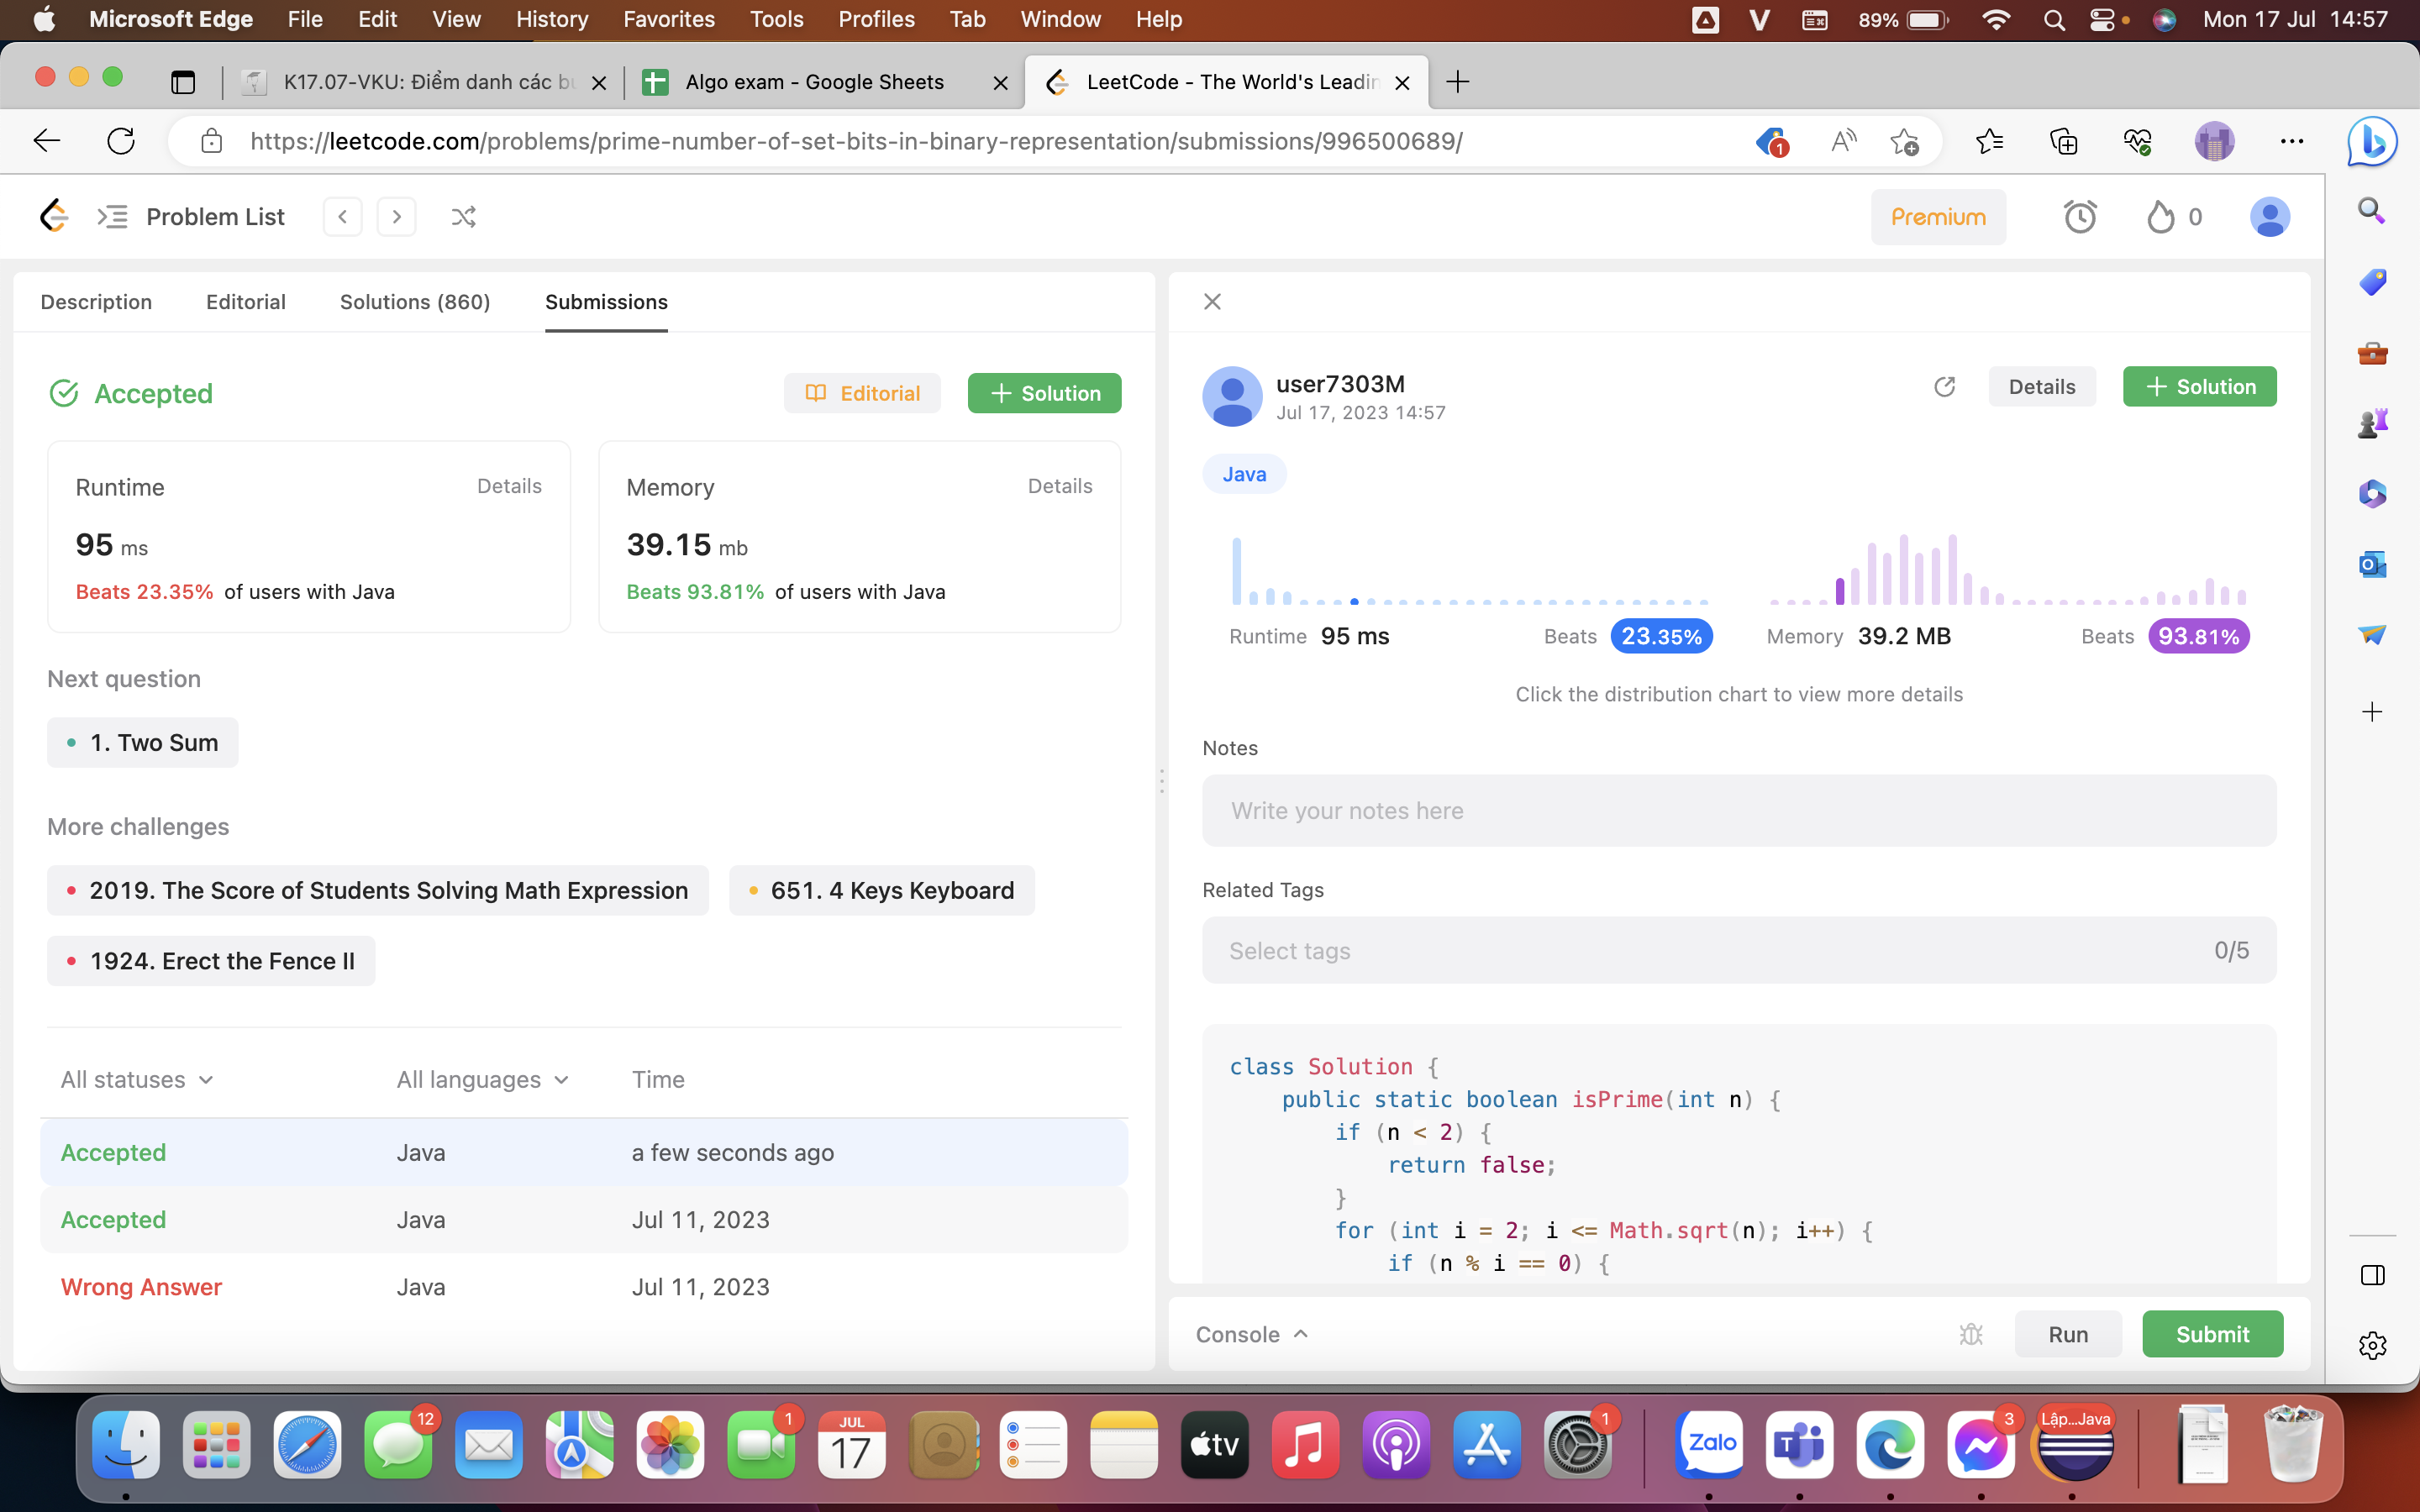 Microsoft Edge File Edit View History Favorites Tools Profiles Tab Window Help 89% Mon 17 Jul 14:57
K17.07-VKU: Điểm danh các bu Algo exam - Google Sheets LeetCode - The World's Leadin
https://leetcode.com/problems/prime-number-of-set-bits-in-binary-representation/submissions/996500689/ 1
Problem List Premium 0
Description Editorial Solutions (860) Submissions
Accepted Editorial + Solution
Runtime Details
95 ms
Beats 23.35% of users with Java
Memory Details
39.15 mb
Beats 93.81% of users with Java
Next question
1. Two Sum
More challenges
2019. The Score of Students Solving Math Expression 651. 4 Keys Keyboard
1924. Erect the Fence II
All statuses All languages Time
Accepted Java a few seconds ago
Accepted Java Jul 11, 2023
Wrong Answer Java Jul 11, 2023
user7303M
Jul 17, 2023 14:57
Details + Solution
Java
Runtime 95 ms Beats 23.35% Memory 39.2 MB Beats 93.81%
Click the distribution chart to view more details
Notes
Write your notes here
Related Tags
Select tags 0/5
class Solution {
public static boolean isPrime(int n) {
if (n < 2) {
return false;
}
for (int i = 2; i <= Math.sqrt(n); i++) {
if (n % i == 0) {
Console Run Submit
12 1 JUL 17 tv 1 Zalo 3 Lập...Java